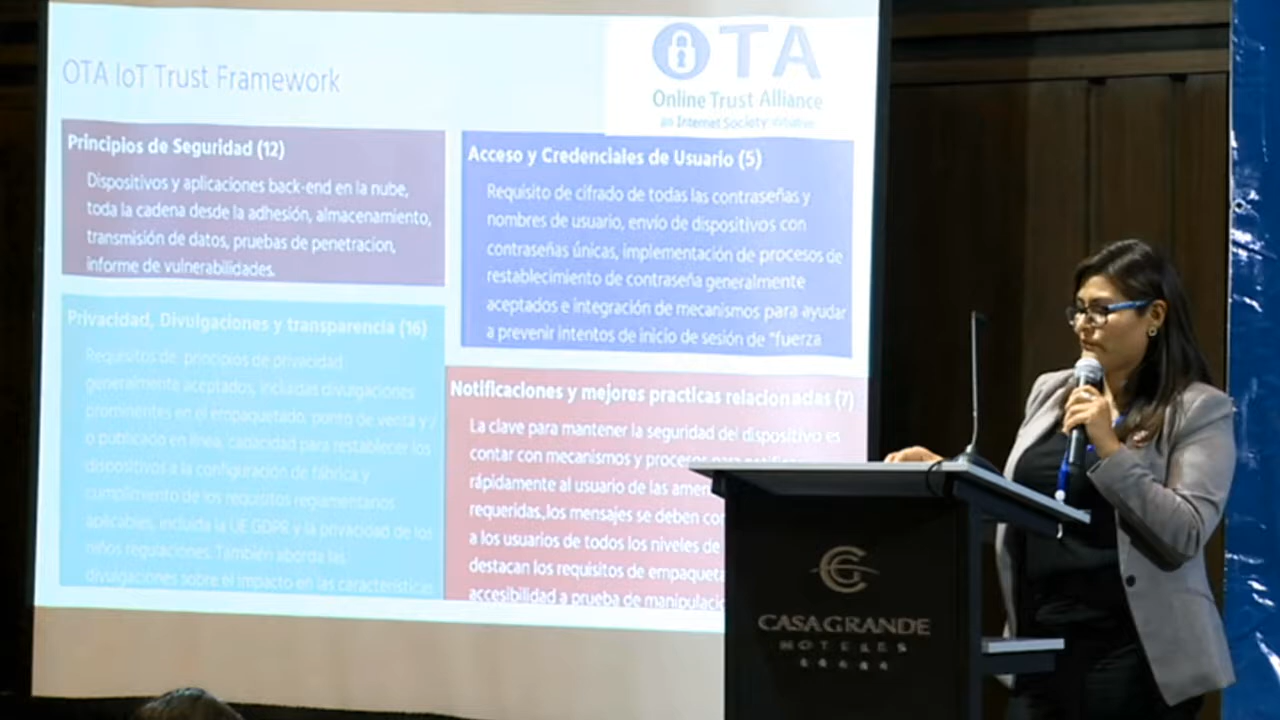 OTA IoT Trust Framework
OTA
Online Trust Alliance
an Internet Society Initiative
Principios de Seguridad (12)
Dispositivos y aplicaciones back-end en la nube,
toda la cadena desde la adhesión, almacenamiento,
transmisión de datos, pruebas de penetracion,
informe de vulnerabilidades.
Acceso y Credenciales de Usuario (5)
Requisito de cifrado de todas las contraseñas y
nombres de usuario, envío de dispositivos con
contraseñas únicas, implementación de procesos de
restablecimiento de contraseña generalmente
aceptados e integración de mecanismos para ayudar
a prevenir intentos de inicio de sesión de "fuerza
Privacidad, Divulgaciones y transparencia (16)
Requisitos de principios de privacidad
generalmente aceptados, incluidas divulgaciones
prominentes en el empaquetado, punto de venta y /
o publicado en línea, capacidad para restablecer los
dispositivos a la configuración de fábrica y
cumplimiento de los requisitos reglamentarios
aplicables, incluida la UE GDPR y la privacidad de los
niños regulaciones. También aborda las
divulgaciones sobre el impacto en las características
Notificaciones y mejores practicas relacionadas (7)
La clave para mantener la seguridad del dispositivo es
contar con mecanismos y procesos para
rápidamente al usuario de las
requeridas,los mensajes se deben
a los usuarios de todos los niveles de
destacan los requisitos de
accesibilidad a prueba de
CG
CASA GRANDE
HOTELES